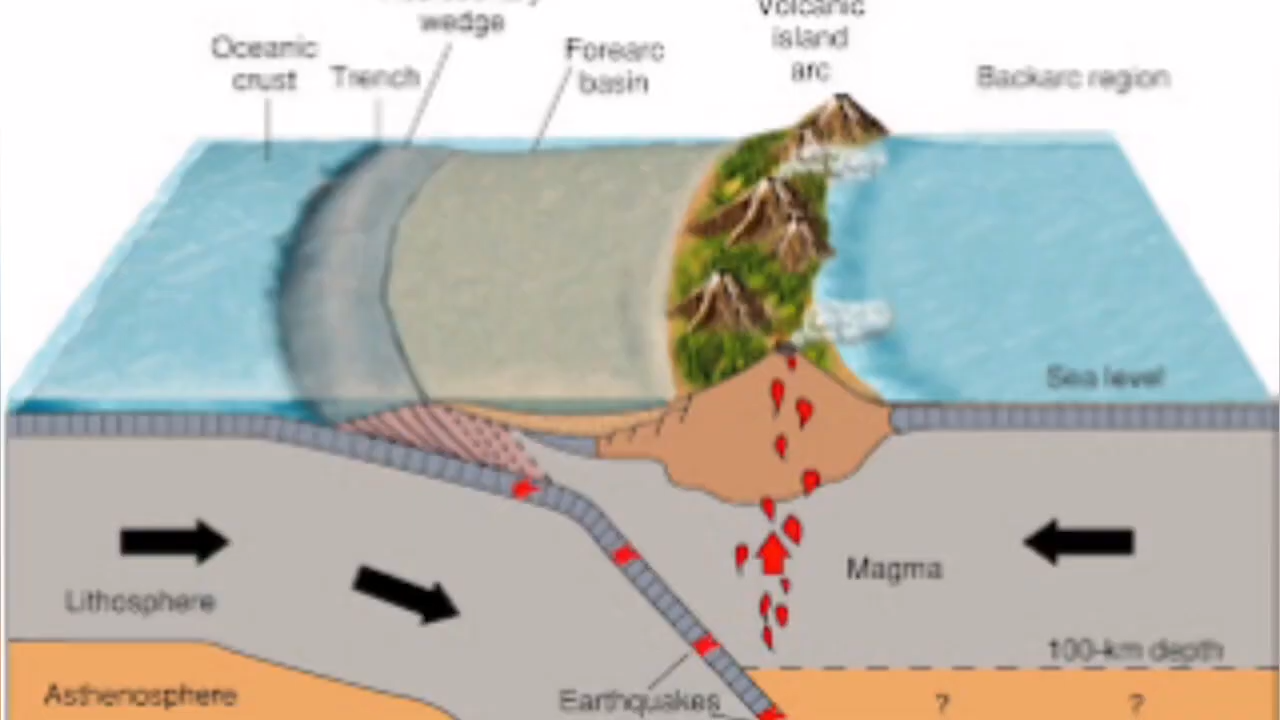 wedge
Volcanic
island
arc
Oceanic
crust
Trench
Forearc
basin
Backarc region
Sea level
Magma
Lithosphere
100-km depth
Asthenosphere
Earthquakes
?
?